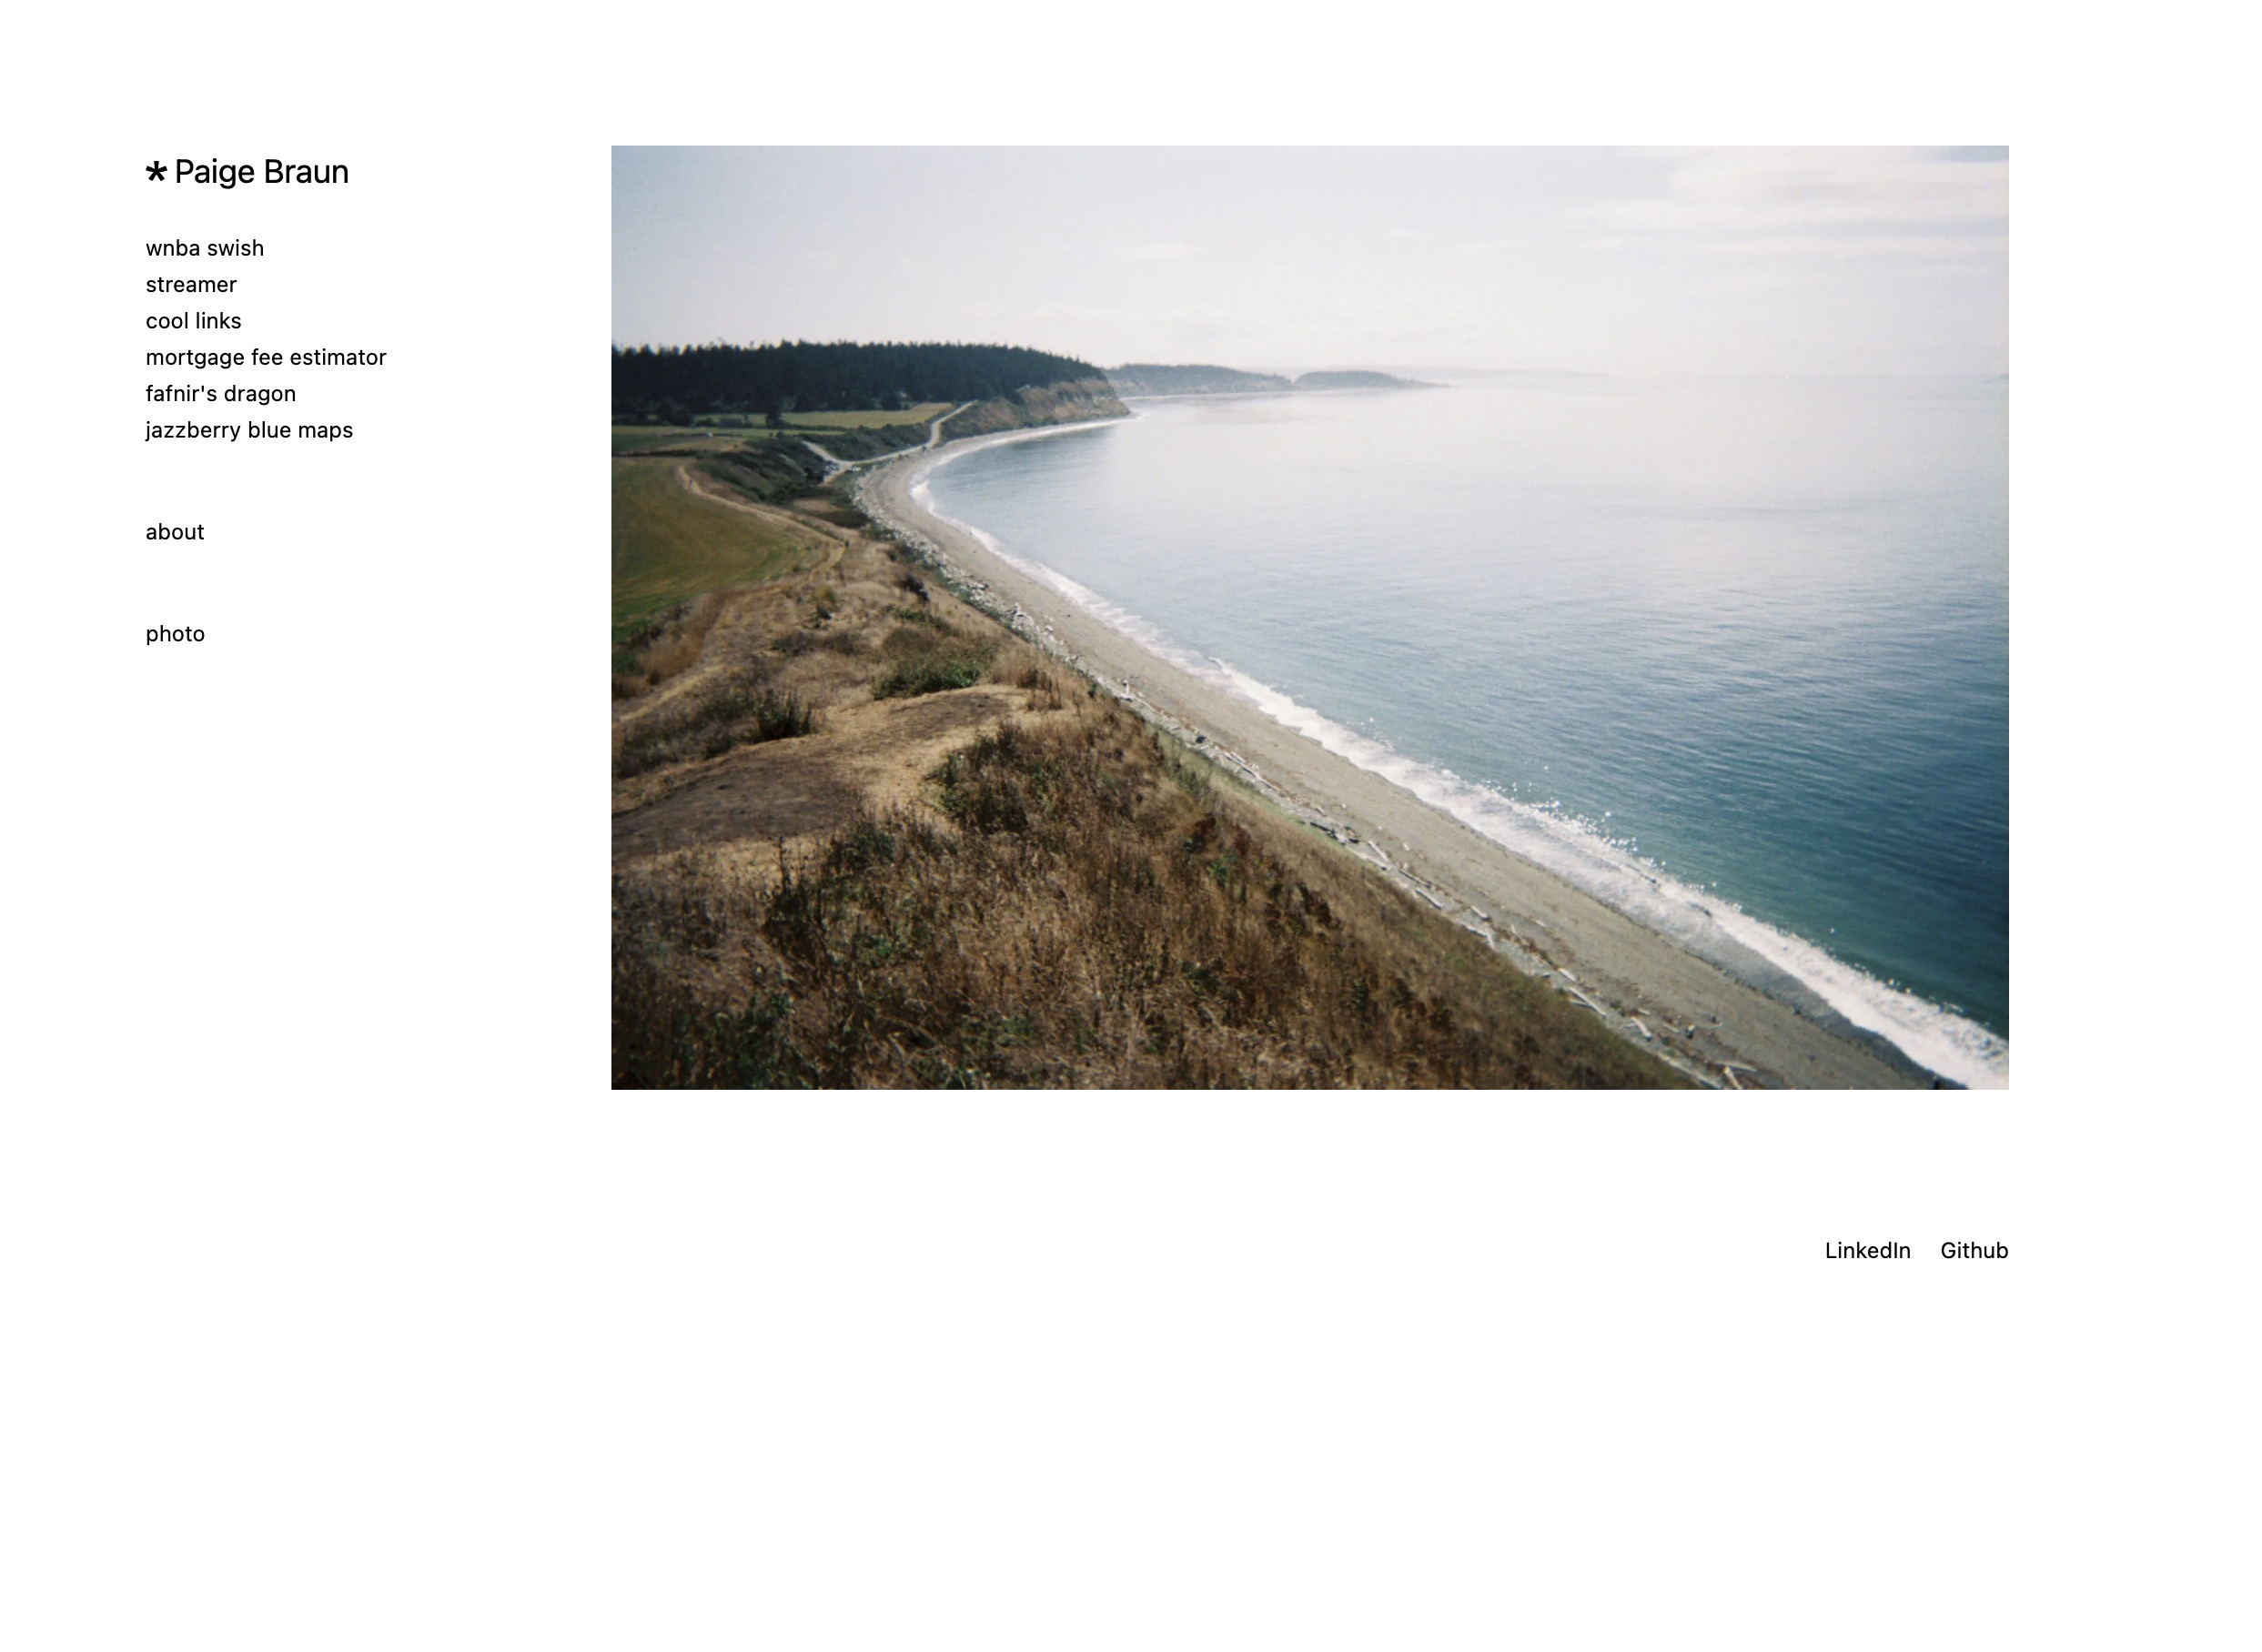 * Paige Braun
wnba swish
streamer
cool links
mortgage fee estimator
fafnir's dragon
jazzberry blue maps
about
photo
LinkedIn Github